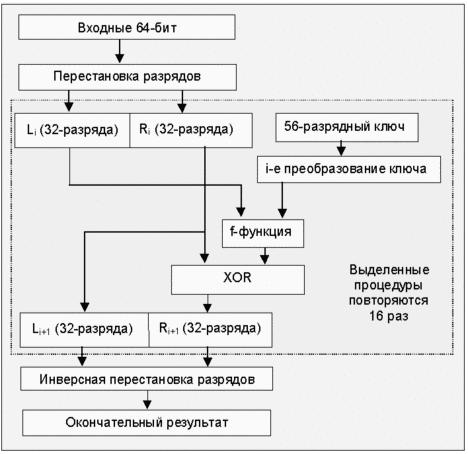 Входные 64-бит
Перестановка разрядов
Li (32-разряда) Ri (32-разряда)
56-разрядный ключ
i-е преобразование ключа
f-функция
XOR
Выделенные
процедуры
повторяются
16 раз
Li+1 (32-разряда) Ri+1 (32-разряда)
Инверсная перестановка разрядов
Окончательный результат